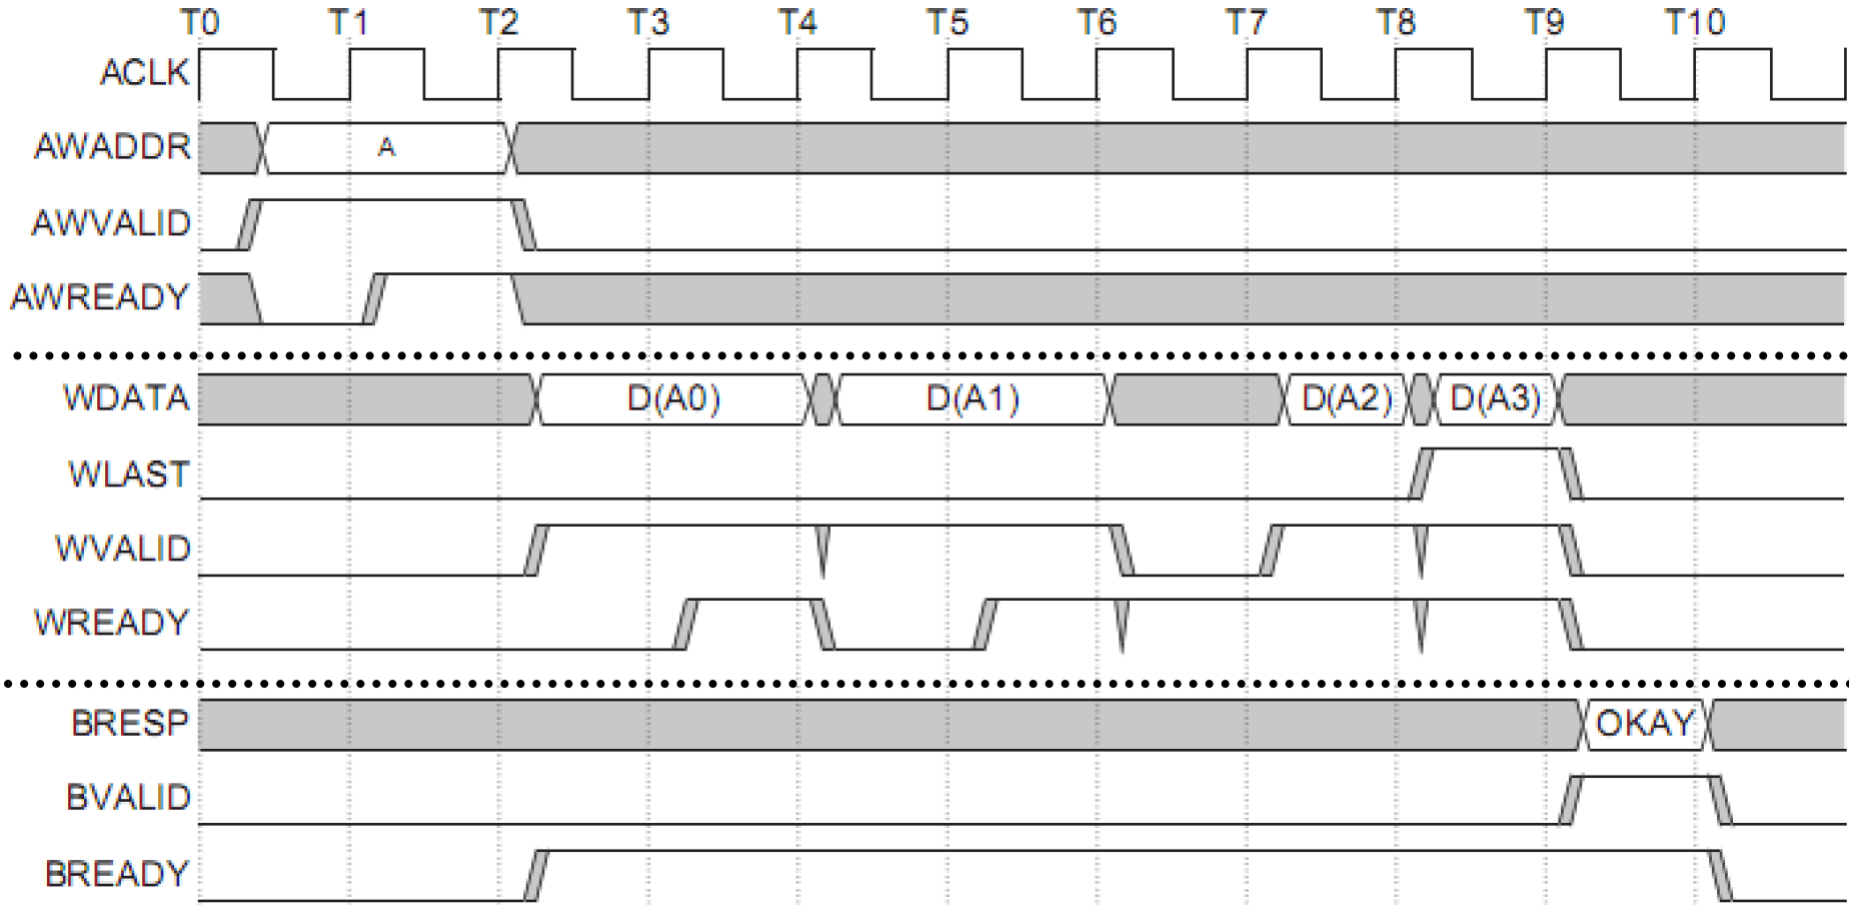 T0 T1 T2 T3 T4 T5 T6 T7 T8 T9 T10
ACLK
AWADDR A
AWVALID
AWREADY
WDATA D(A0) D(A1) D(A2) D(A3)
WLAST
WVALID
WREADY
BRESP OKAY
BVALID
BREADY